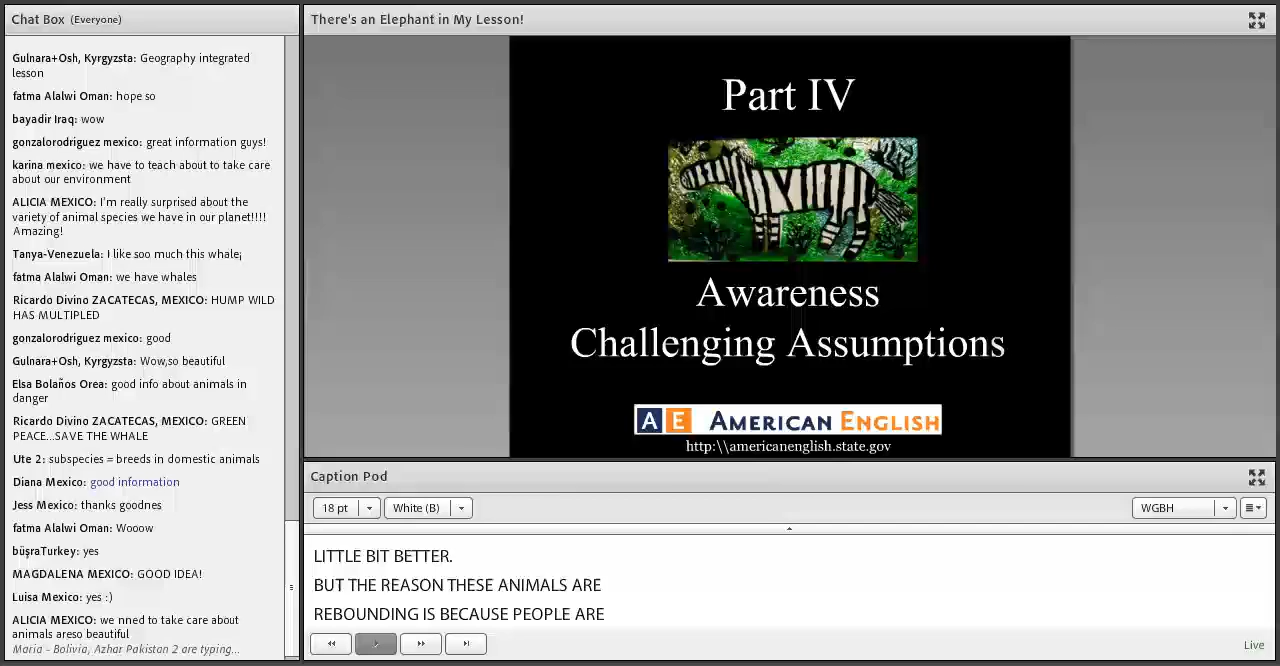 Chat Box (Everyone)
Gulnara+Osh, Kyrgyzsta: Geography integrated
lesson
fatma Alalwi Oman: hope so
bayadir Iraq: wow
gonzalorodriguez mexico: great information guys!
karina mexico: we have to teach about to take care
about our environment
ALICIA MEXICO: I'm really surprised about the
variety of animal species we have in our planet!!!!
Amazing!
Tanya-Venezuela: I like soo much this whale¡
fatma Alalwi Oman: we have whales
Ricardo Divino ZACATECAS, MEXICO: HUMP WILD
HAS MULTIPLED
gonzalorodriguez mexico: good
Gulnara+Osh, Kyrgyzsta: Wow,so beautiful
Elsa Bolaños Orea: good info about animals in
danger
Ricardo Divino ZACATECAS, MEXICO: GREEN
PEACE...SAVE THE WHALE
Ute 2: subspecies = breeds in domestic animals
Diana Mexico: good information
Jess Mexico: thanks goodnes
fatma Alalwi Oman: Wooow
büşraTurkey: yes
MAGDALENA MEXICO: GOOD IDEA!
Luisa Mexico: yes :)
ALICIA MEXICO: we nned to take care about
animals areso beautiful
Maria - Bolivia, Azhar Pakistan 2 are typing...
There's an Elephant in My Lesson!
Part IV
Awareness
Challenging Assumptions
AE AMERICAN ENGLISH
http:\\americanenglish.state.gov
Caption Pod
18 pt
White (B)
WGBH
LITTLE BIT BETTER.
BUT THE REASON THESE ANIMALS ARE
REBOUNDING IS BECAUSE PEOPLE ARE
Live